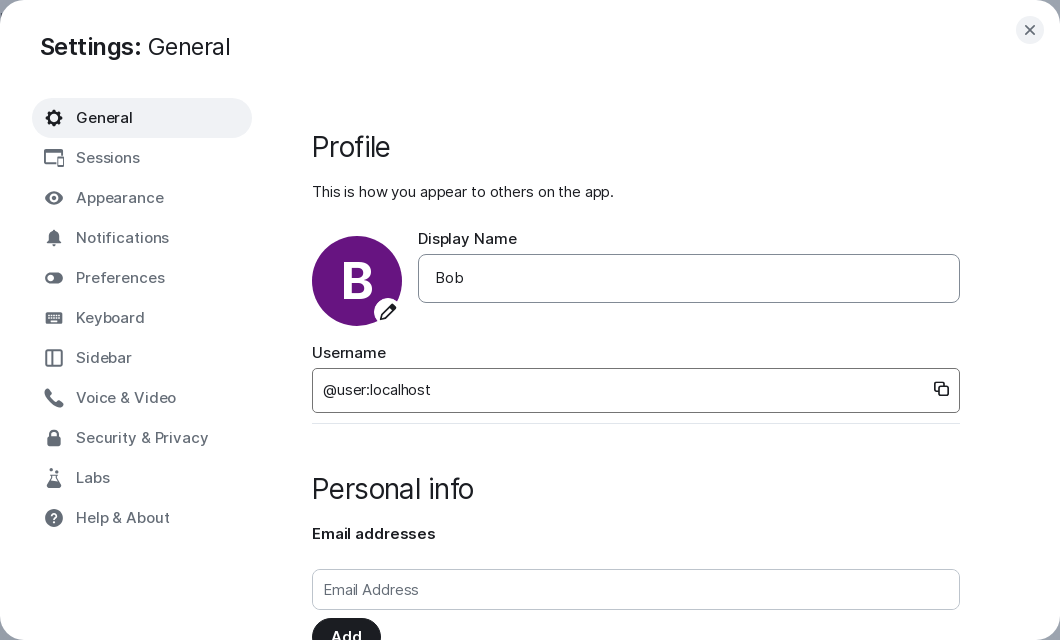 Settings: General
General
Sessions
Appearance
Notifications
Preferences
Keyboard
Sidebar
Voice & Video
Security & Privacy
Labs
Help & About
Profile
This is how you appear to others on the app.
B
Display Name
Bob
Username
@user:localhost
Personal info
Email addresses
Email Address
Add